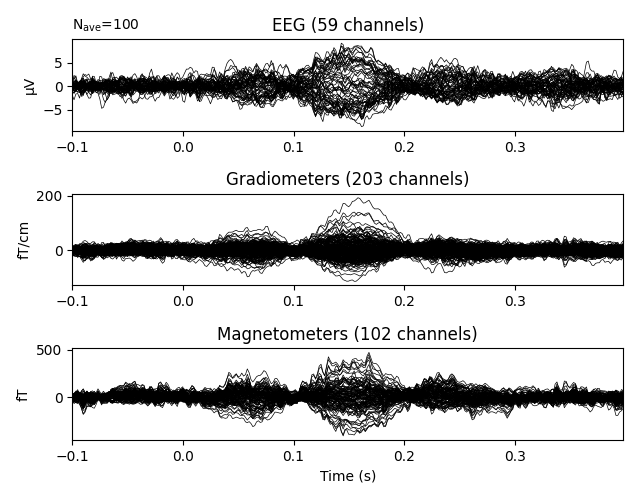 Nave=100
EEG (59 channels)
μV
5
0
−5
−0.1 0.0 0.1 0.2 0.3
Gradiometers (203 channels)
fT/cm
200
0
−0.1 0.0 0.1 0.2 0.3
Magnetometers (102 channels)
fT
500
0
−0.1 0.0 0.1 0.2 0.3
Time (s)